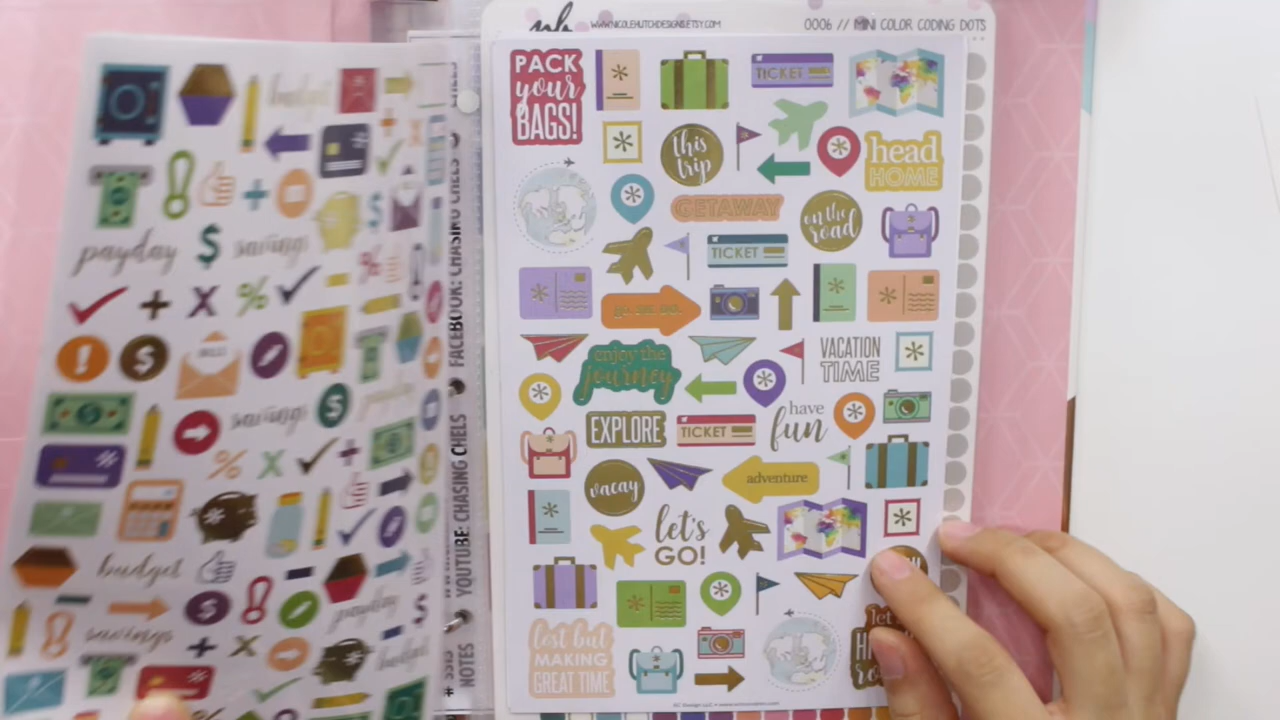 WWW.NICOLEHUTCHDESIGNS.ETSY.COM
0006 // MINI COLOR CODING DOTS
PACK
your
BAGS!
TICKET
this
trip
head
HOME
GETAWAY
on the
road
TICKET
enjoy the
journey
VACATION
TIME
EXPLORE
TICKET
have
fun
vacay
adventure
let's
GO!
lost but
MAKING
GREAT TIME
budget
payday
$
savings
%
$
savings
$
%
budget
$
payday
savings
FACEBOOK: CHASING CHELS
YOUTUBE: CHASING CHELS
NOTES